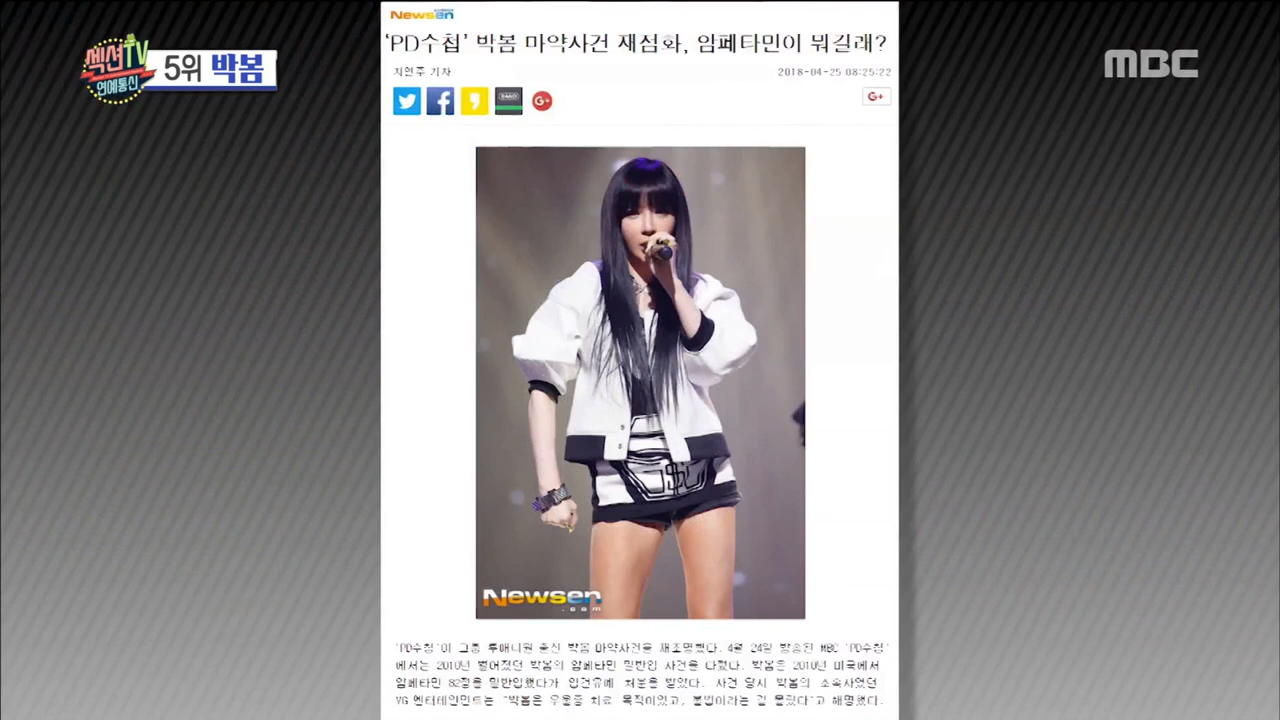 Newsen
'PD수첩' 박봄 마약사건 재점화, 암페타민이 뭐길래?
섹션TV
연예통신
5위 박봄
MBC
지연주 기자
2018-04-25 08:25:22
G+
G+
Newsen
.com
'PD수첩'이 그룹 투애니원 출신 박봄 마약사건을 재조명했다. 4월 24일 방송된 MBC 'PD수첩'
에서는 2010년 벌어졌던 박봄의 암페타민 밀반입 사건을 다뤘다. 박봄은 2010년 미국에서
암페타민 82정을 밀반입했다가 입건유예 처분을 받았다. 사건 당시 박봄의 소속사였던
YG 엔터테인먼트는 "박봄은 우울증 치료 목적이었고, 불법이라는 걸 몰랐다"고 해명했다.